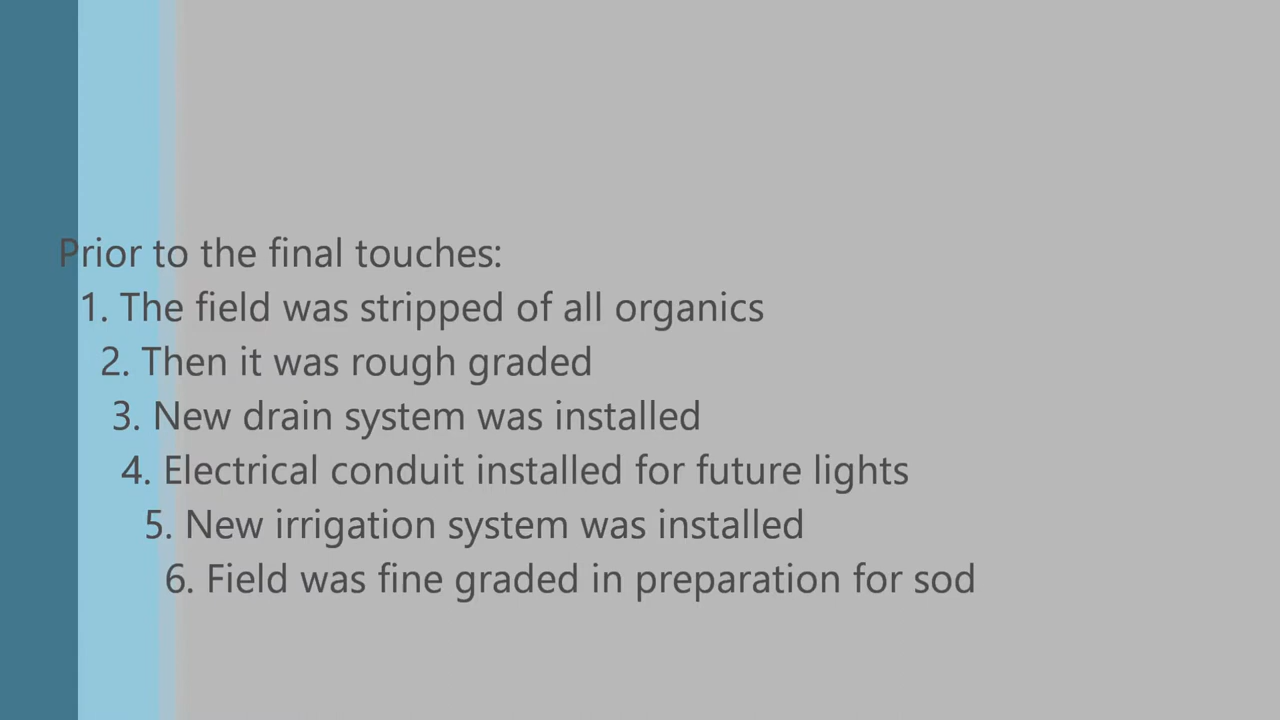 Prior to the final touches:
1. The field was stripped of all organics
2. Then it was rough graded
3. New drain system was installed
4. Electrical conduit installed for future lights
5. New irrigation system was installed
6. Field was fine graded in preparation for sod